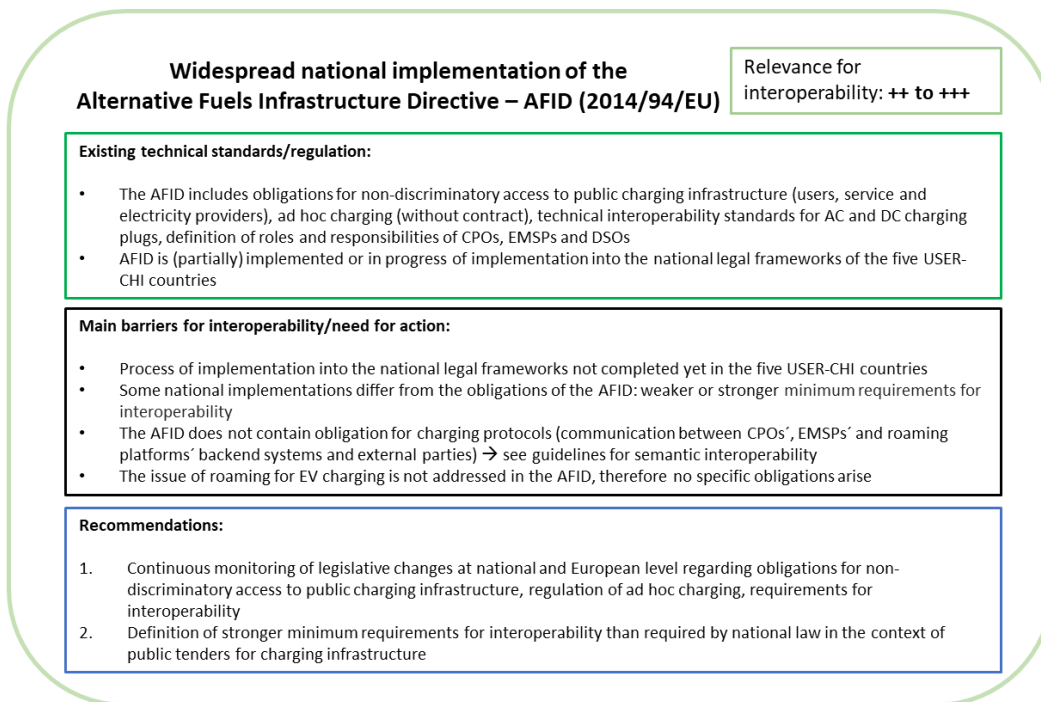 Widespread national implementation of the
Alternative Fuels Infrastructure Directive – AFID (2014/94/EU)
Relevance for
interoperability: ++ to +++
Existing technical standards/regulation:
• The AFID includes obligations for non-discriminatory access to public charging infrastructure (users, service and
electricity providers), ad hoc charging (without contract), technical interoperability standards for AC and DC charging
plugs, definition of roles and responsibilities of CPOs, EMSPs and DSOs
• AFID is (partially) implemented or in progress of implementation into the national legal frameworks of the five USER-
CHI countries
Main barriers for interoperability/need for action:
• Process of implementation into the national legal frameworks not completed yet in the five USER-CHI countries
• Some national implementations differ from the obligations of the AFID: weaker or stronger minimum requirements for
interoperability
• The AFID does not contain obligation for charging protocols (communication between CPOs´, EMSPs´ and roaming
platforms´ backend systems and external parties) → see guidelines for semantic interoperability
• The issue of roaming for EV charging is not addressed in the AFID, therefore no specific obligations arise
Recommendations:
1. Continuous monitoring of legislative changes at national and European level regarding obligations for non-
discriminatory access to public charging infrastructure, regulation of ad hoc charging, requirements for
interoperability
2. Definition of stronger minimum requirements for interoperability than required by national law in the context of
public tenders for charging infrastructure